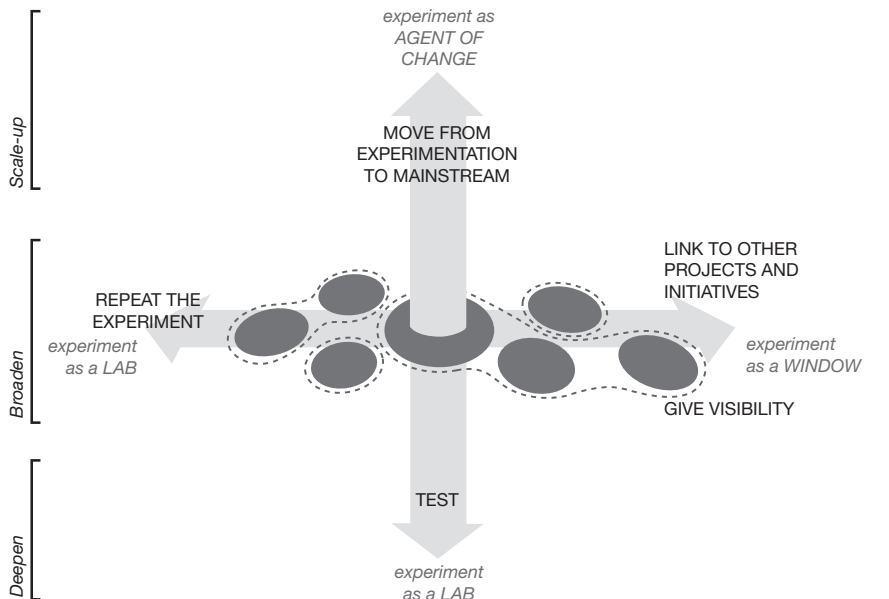 experiment as
AGENT OF
CHANGE
Scale-up
MOVE FROM
EXPERIMENTATION
TO MAINSTREAM
LINK TO OTHER
PROJECTS AND
INITIATIVES
REPEAT THE
EXPERIMENT
experiment
as a LAB
experiment
as a WINDOW
Broaden
GIVE VISIBILITY
TEST
Deepen
experiment
as a LAB